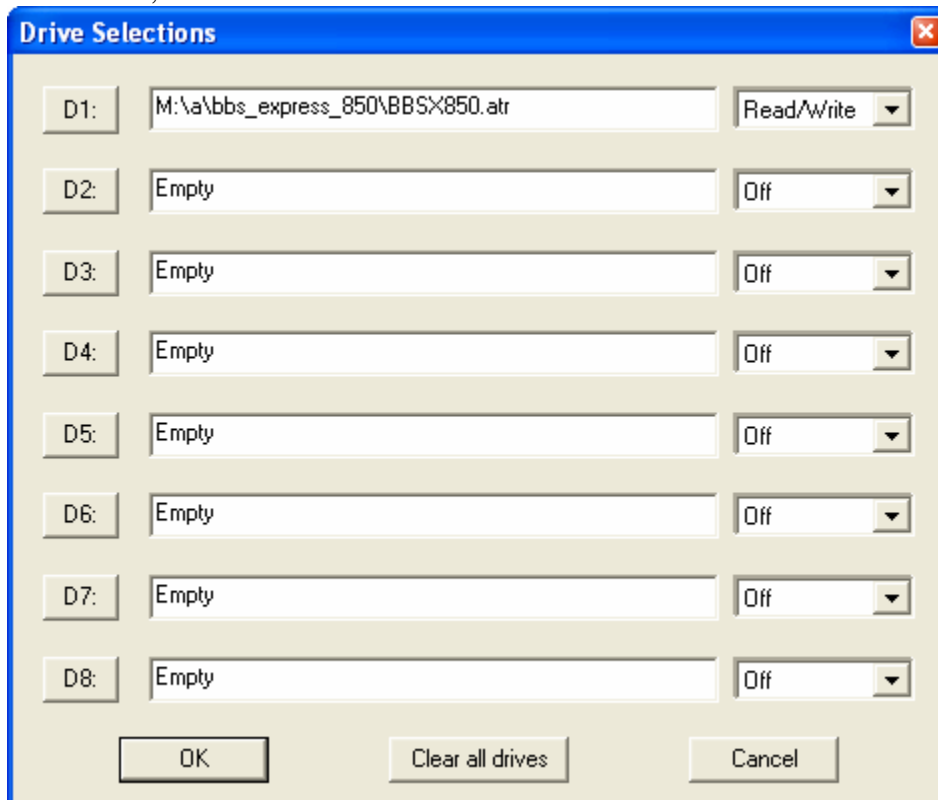 Drive Selections
D1: M:\a\bbs_express_850\BBSX850.atr Read/Write
D2: Empty Off
D3: Empty Off
D4: Empty Off
D5: Empty Off
D6: Empty Off
D7: Empty Off
D8: Empty Off
OK Clear all drives Cancel